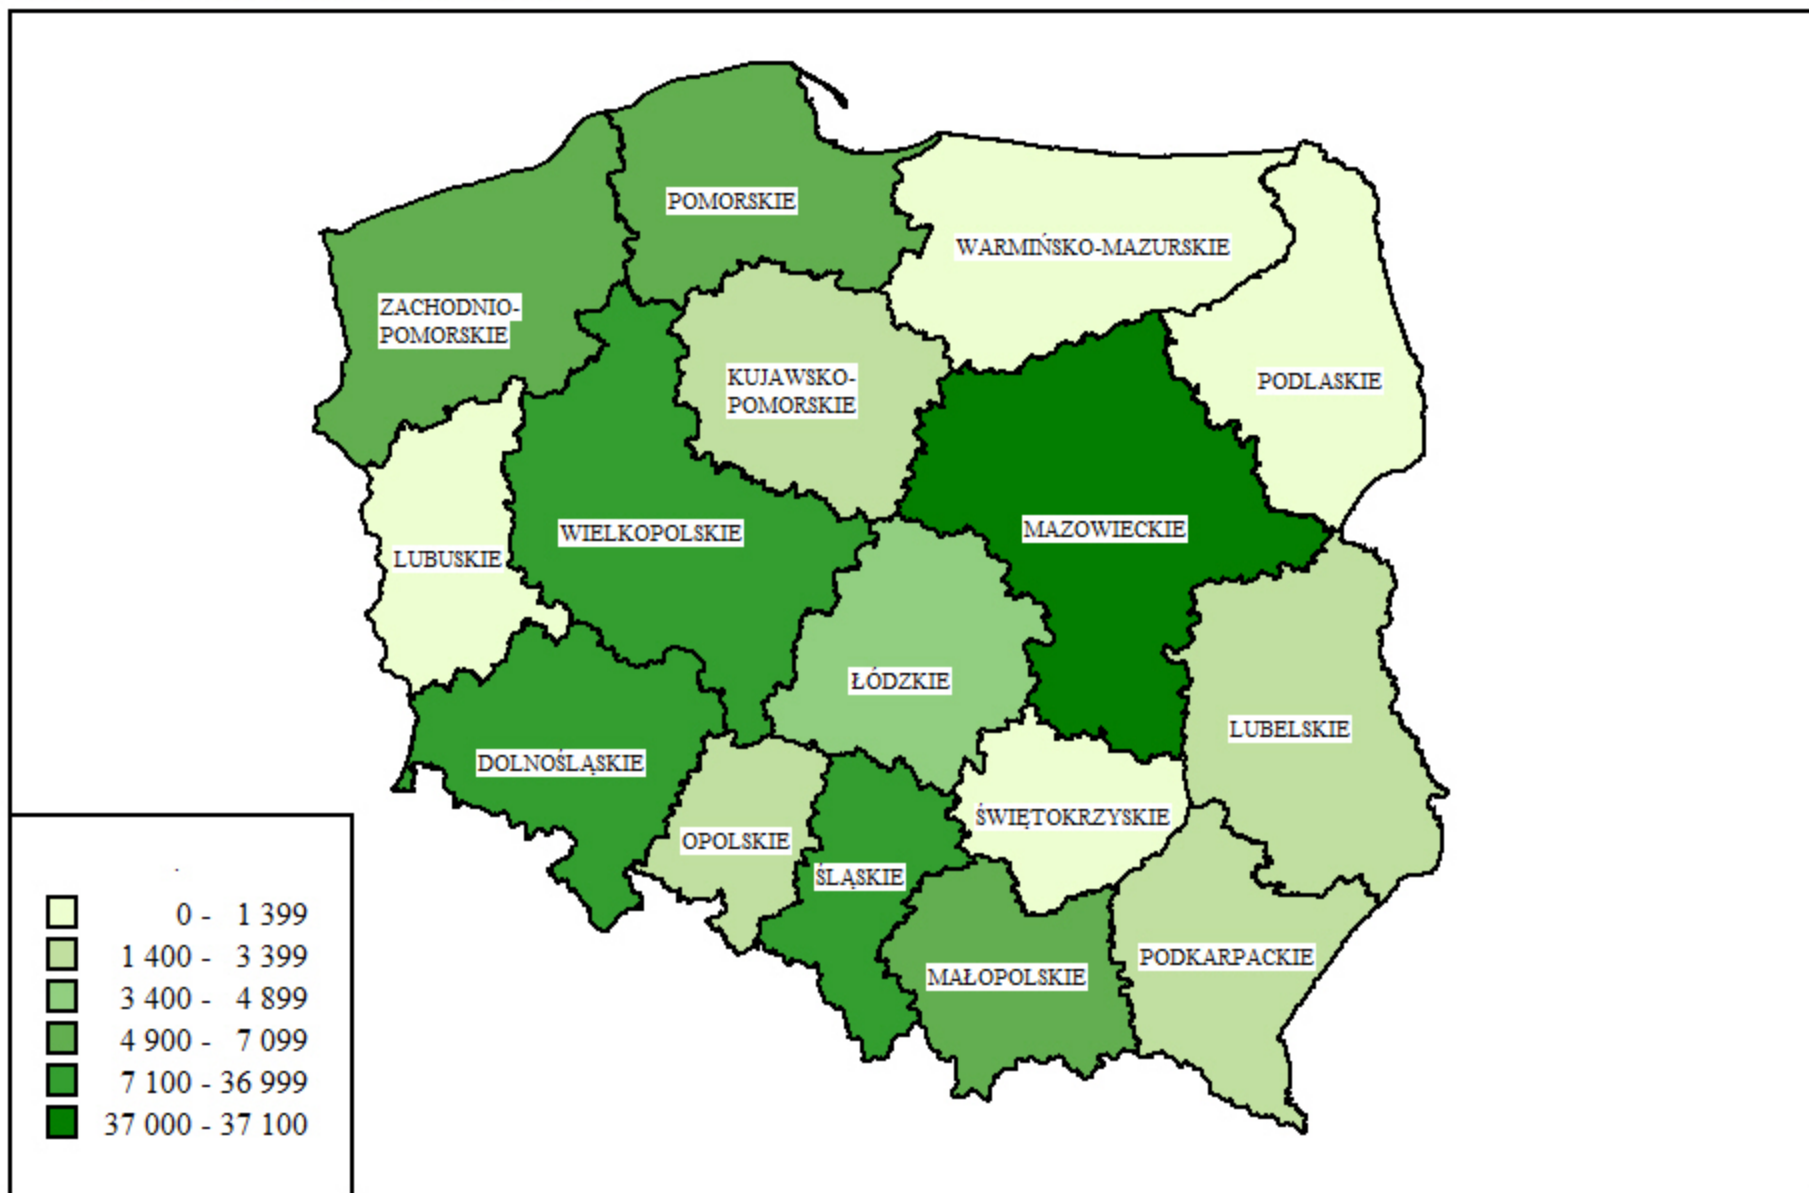 POMORSKIE
WARMIŃSKO-MAZURSKIE
ZACHODNIO-
POMORSKIE
KUJAWSKO-
POMORSKIE
PODLASKIE
WIELKOPOLSKIE
MAZOWIECKIE
LUBUSKIE
ŁÓDZKIE
LUBELSKIE
DOLNOŚLĄSKIE
ŚWIĘTOKRZYSKIE
OPOLSKIE
ŚLĄSKIE
PODKARPACKIE
MAŁOPOLSKIE
0 - 1 399
1 400 - 3 399
3 400 - 4 899
4 900 - 7 099
7 100 - 36 999
37 000 - 37 100